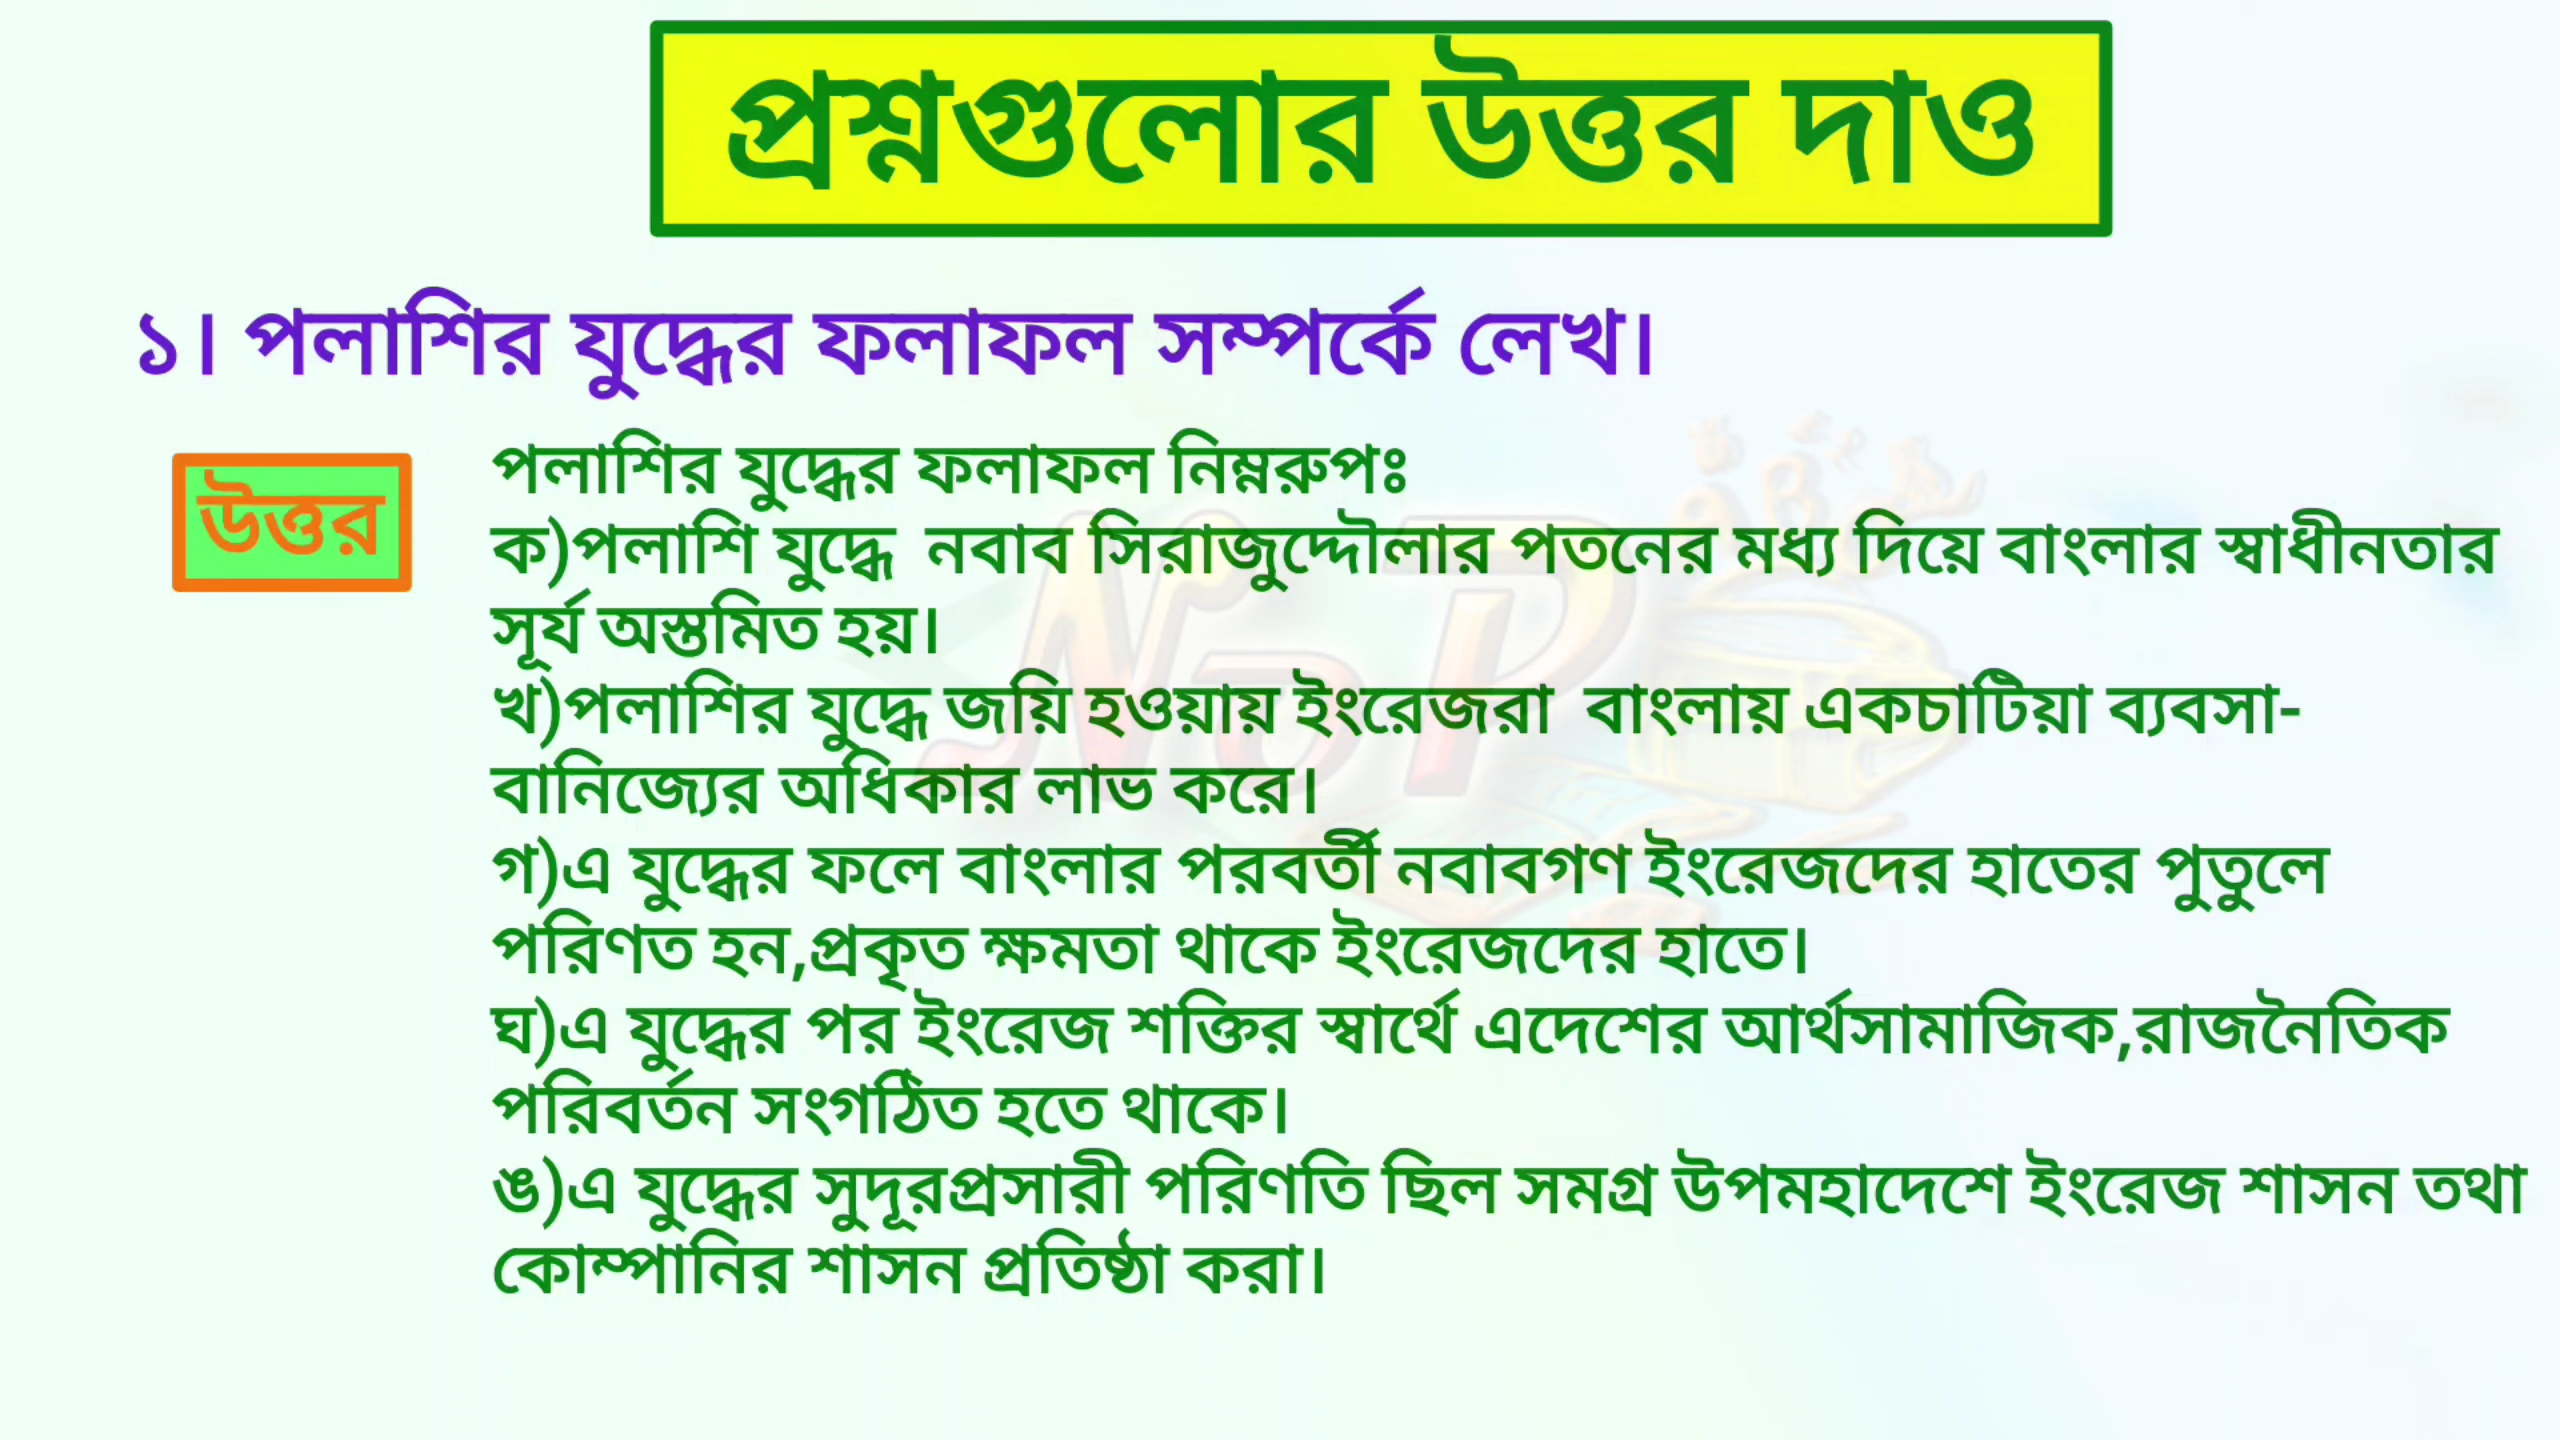 প্রশ্নগুলোর উত্তর দাও
১। পলাশির যুদ্ধের ফলাফল সম্পর্কে লেখ।
উত্তর
পলাশির যুদ্ধের ফলাফল নিম্নরুপঃ
ক)পলাশি যুদ্ধে নবাব সিরাজুদ্দৌলার পতনের মধ্য দিয়ে বাংলার স্বাধীনতার
সূর্য অস্তমিত হয়।
খ)পলাশির যুদ্ধে জয়ি হওয়ায় ইংরেজরা বাংলায় একচাটিয়া ব্যবসা-
বানিজ্যের অধিকার লাভ করে।
গ)এ যুদ্ধের ফলে বাংলার পরবর্তী নবাবগণ ইংরেজদের হাতের পুতুলে
পরিণত হন,প্রকৃত ক্ষমতা থাকে ইংরেজদের হাতে।
ঘ)এ যুদ্ধের পর ইংরেজ শক্তির স্বার্থে এদেশের আর্থসামাজিক,রাজনৈতিক
পরিবর্তন সংগঠিত হতে থাকে।
ঙ)এ যুদ্ধের সুদূরপ্রসারী পরিণতি ছিল সমগ্র উপমহাদেশে ইংরেজ শাসন তথা
কোম্পানির শাসন প্রতিষ্ঠা করা।